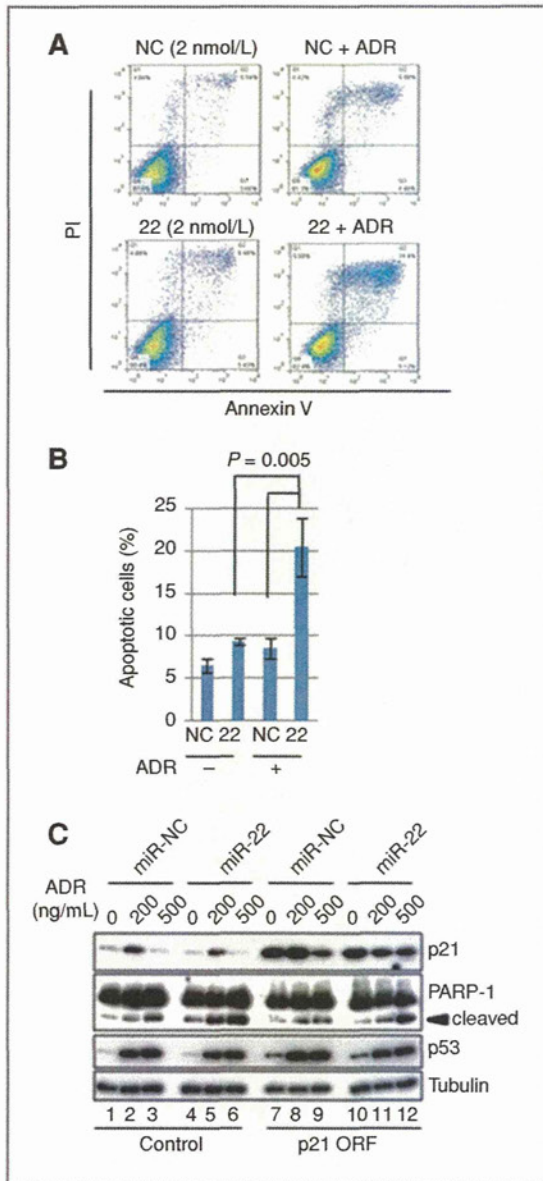 A
NC (2 nmol/L) NC + ADR
22 (2 nmol/L) 22 + ADR
PI
Annexin V
B
P = 0.005
Apoptotic cells (%)
25
20
15
10
5
0
NC 22 NC 22
ADR – +
C
miR-NC miR-22 miR-NC miR-22
ADR
(ng/mL) 0 200 500 0 200 500 0 200 500 0 200 500
p21
PARP-1
cleaved
p53
Tubulin
1 2 3 4 5 6 7 8 9 10 11 12
Control p21 ORF